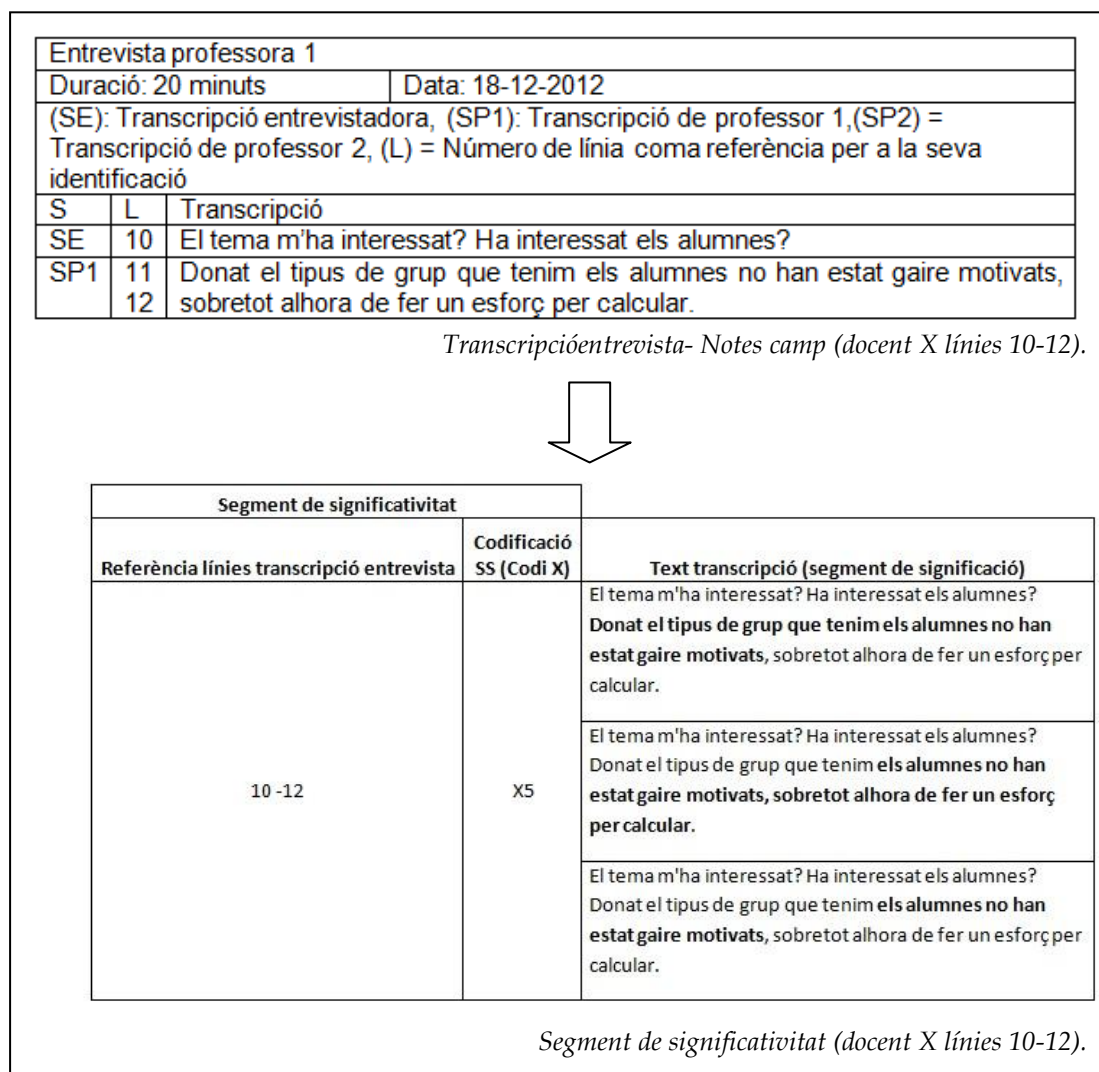 Entrevista professora 1
Duració: 20 minuts Data: 18-12-2012
(SE): Transcripció entrevistadora, (SP1): Transcripció de professor 1,(SP2) =
Transcripció de professor 2, (L) = Número de línia coma referència per a la seva
identificació
S L Transcripció
SE 10 El tema m'ha interessat? Ha interessat els alumnes?
SP1 11 Donat el tipus de grup que tenim els alumnes no han estat gaire motivats,
12 sobretot alhora de fer un esforç per calcular.
Transcripcióentrevista- Notes camp (docent X línies 10-12).
Segment de significativitat
Referència línies transcripció entrevista
Codificació
SS (Codi X)
Text transcripció (segment de significació)
10 -12
X5
El tema m'ha interessat? Ha interessat els alumnes?
Donat el tipus de grup que tenim els alumnes no han
estat gaire motivats, sobretot alhora de fer un esforç per
calcular.
El tema m'ha interessat? Ha interessat els alumnes?
Donat el tipus de grup que tenim els alumnes no han
estat gaire motivats, sobretot alhora de fer un esforç
per calcular.
El tema m'ha interessat? Ha interessat els alumnes?
Donat el tipus de grup que tenim els alumnes no han
estat gaire motivats, sobretot alhora de fer un esforç per
calcular.
Segment de significativitat (docent X línies 10-12).